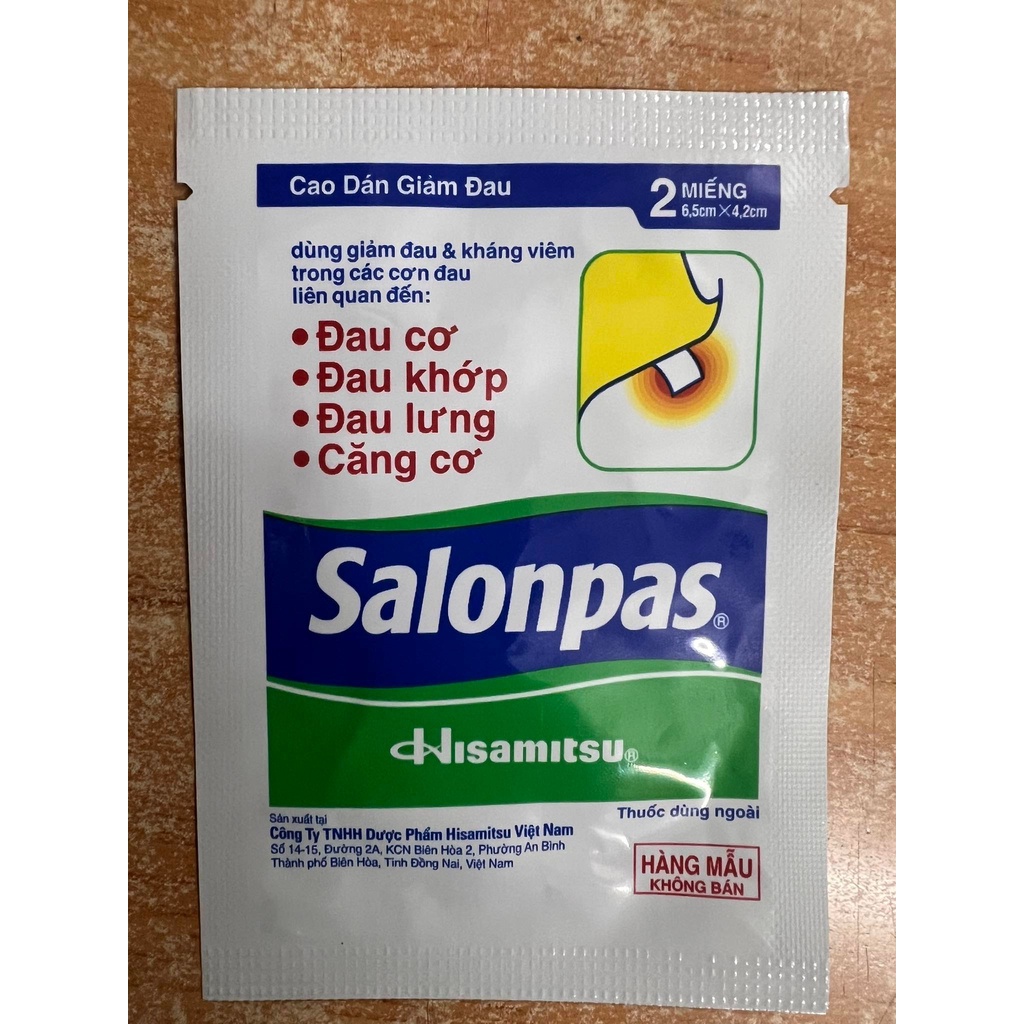 Cao Dán Giảm Đau
2 MIẾNG
6,5cm×4,2cm
dùng giảm đau & kháng viêm
trong các cơn đau
liên quan đến:
• Đau cơ
• Đau khớp
• Đau lưng
• Căng cơ
Salonpas®
Hisamitsu®
Thuốc dùng ngoài
Sản xuất tại
Công Ty TNHH Dược Phẩm Hisamitsu Việt Nam
Số 14-15, Đường 2A, KCN Biên Hòa 2, Phường An Bình
Thành phố Biên Hòa, Tỉnh Đồng Nai, Việt Nam
HÀNG MẪU
KHÔNG BÁN